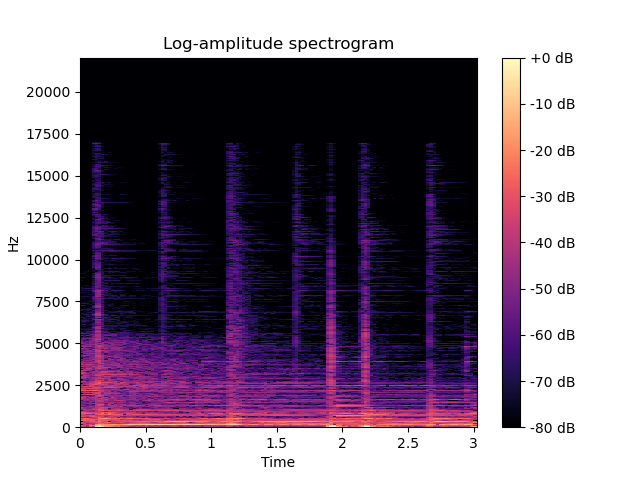 Log-amplitude spectrogram
Hz
20000
17500
15000
12500
10000
7500
5000
2500
0
0 0.5 1 1.5 2 2.5 3
Time
+0 dB
-10 dB
-20 dB
-30 dB
-40 dB
-50 dB
-60 dB
-70 dB
-80 dB